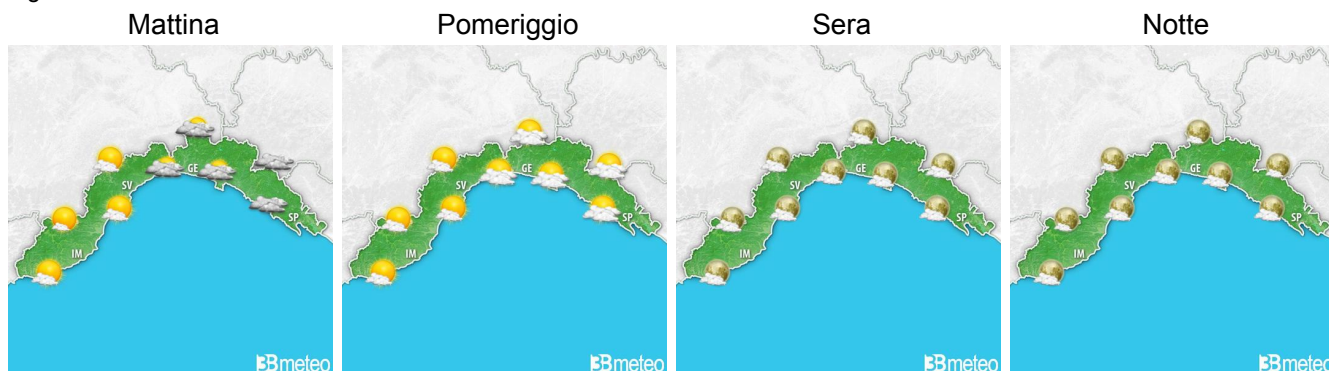 Mattina
Pomeriggio
Sera
Notte
GE
SV
SP
IM
3Bmeteo
GE
SV
SP
IM
3Bmeteo
GE
SV
SP
IM
3Bmeteo
GE
SV
SP
IM
3Bmeteo